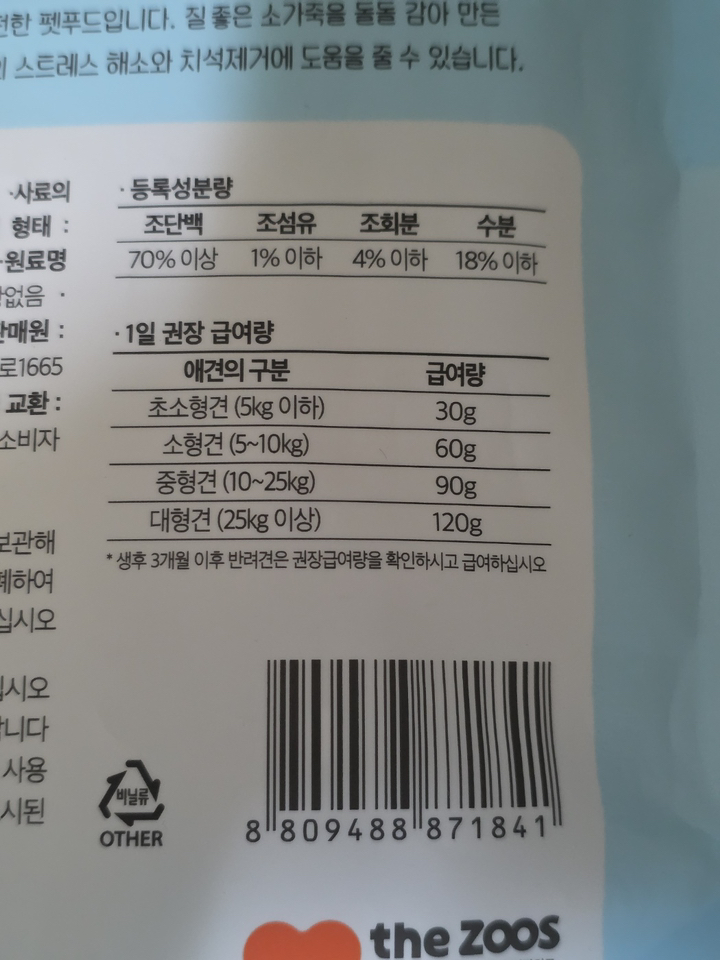 한 펫푸드입니다. 질 좋은 소가죽을 돌돌 감아 만든
스트레스 해소와 치석제거에 도움을 줄 수 있습니다.
·사료의
형태 :
·원료명
없음 ·
판매원 :
로1665
교환 :
소비자
보관해
폐하여
십시오
십시오
합니다
사용
시된
·등록성분량
조단백 조섬유 조회분 수분
70% 이상 1% 이하 4% 이하 18% 이하
·1일 권장 급여량
애견의 구분 급여량
초소형견 (5kg 이하) 30g
소형견 (5~10kg) 60g
중형견 (10~25kg) 90g
대형견 (25kg 이상) 120g
* 생후 3개월 이후 반려견은 권장급여량을 확인하시고 급여하십시오
비닐류
OTHER
8 809488 871841
the ZOOS